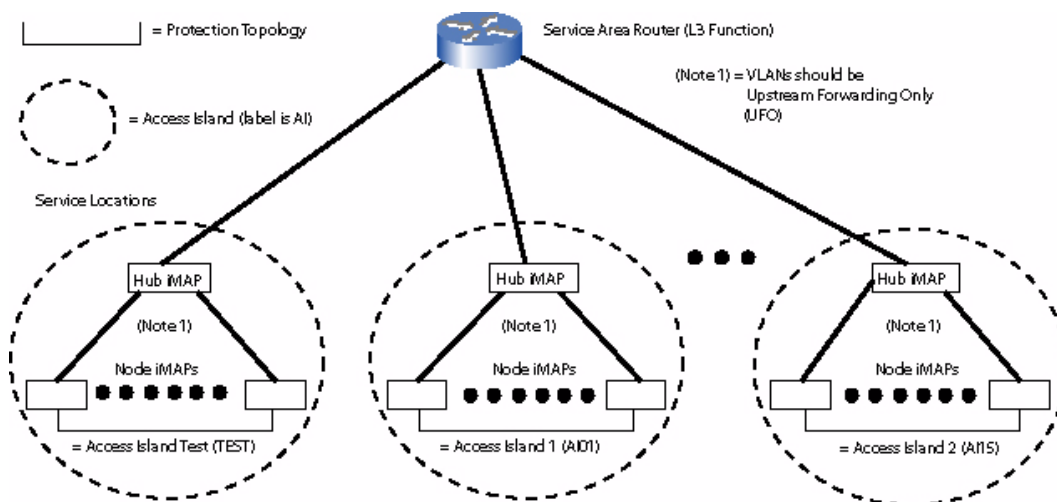 = Protection Topology
Service Area Router (L3 Function)
(Note 1) = VLANs should be
Upstream Forwarding Only
(UFO)
= Access Island (label is AI)
Service Locations
Hub iMAP
Hub iMAP
Hub iMAP
(Note 1)
(Note 1)
(Note 1)
Node iMAPs
Node iMAPs
Node iMAPs
= Access Island Test (TEST)
= Access Island 1 (AI01)
= Access Island 2 (AI15)